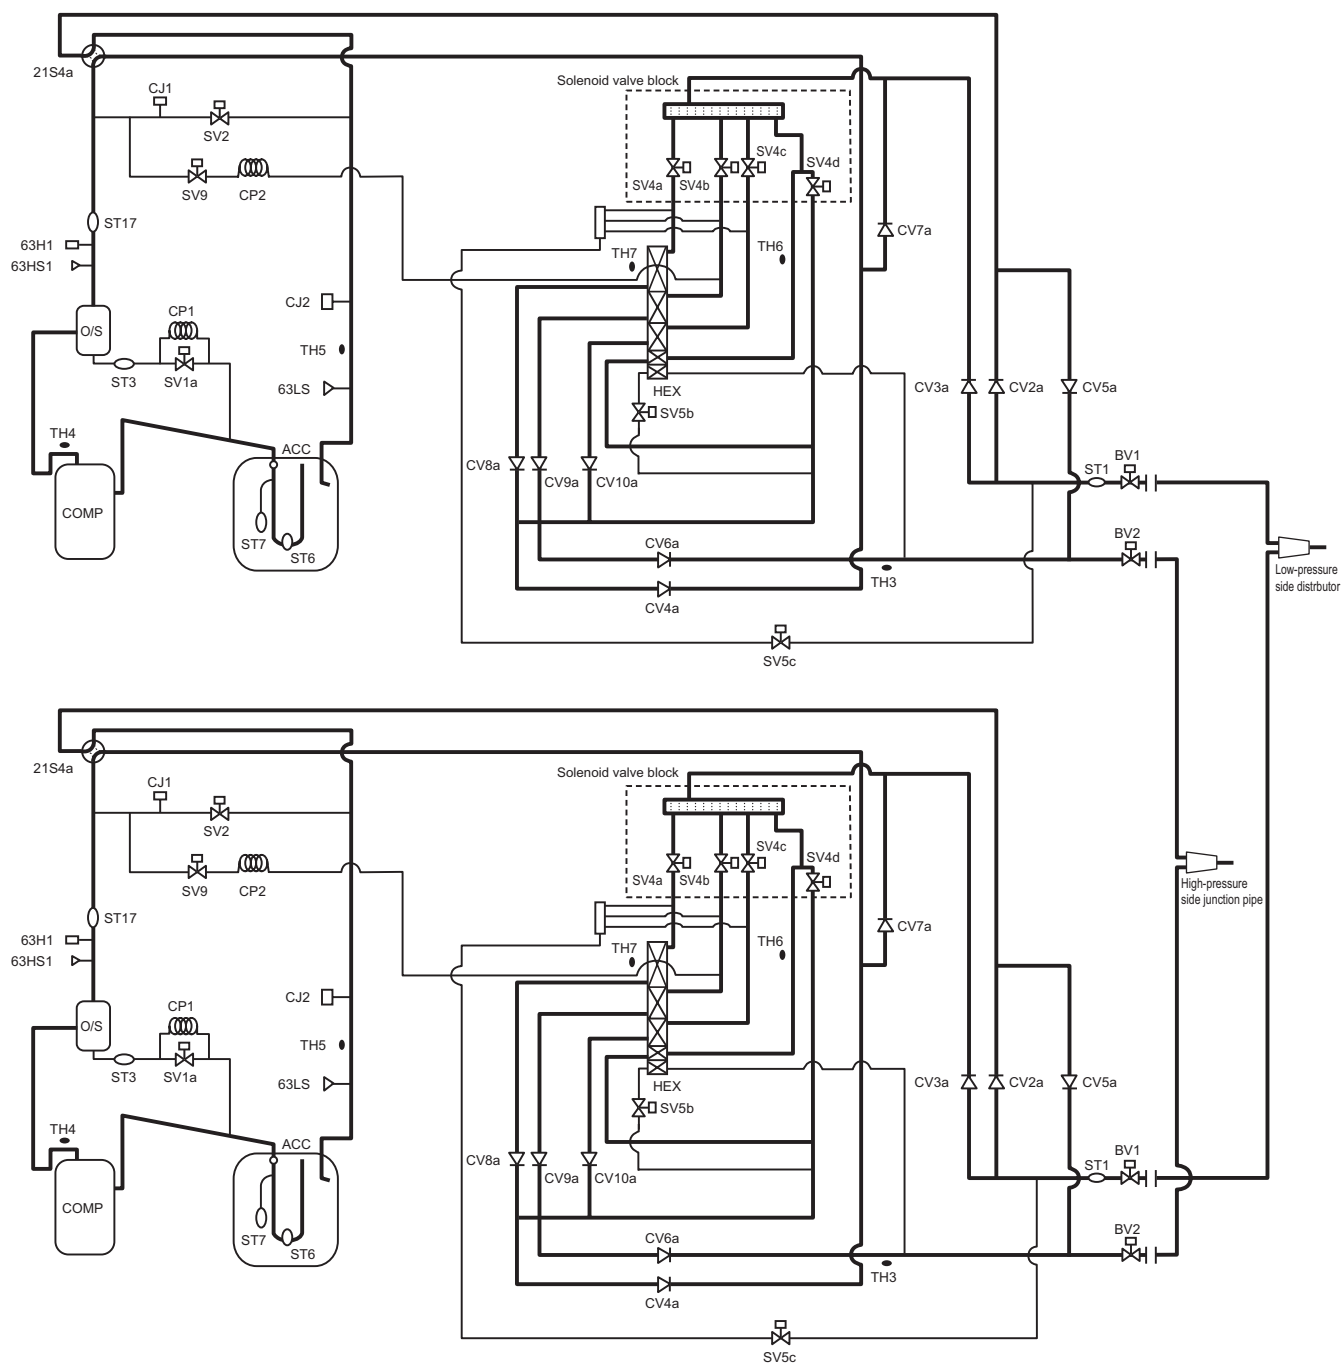 21S4a
CJ1
SV2
SV9
CP2
ST17
63H1
63HS1
O/S
CP1
ST3
SV1a
CJ2
TH5
63LS
TH4
COMP
ACC
ST7
ST6
Solenoid valve block
SV4a
SV4b
SV4c
SV4d
TH7
TH6
CV7a
HEX
SV5b
CV3a
CV2a
CV5a
CV8a
CV9a
CV10a
ST1
BV1
BV2
CV6a
TH3
CV4a
SV5c
Low-pressure
side distrbutor
21S4a
CJ1
SV2
SV9
CP2
ST17
63H1
63HS1
O/S
CP1
ST3
SV1a
CJ2
TH5
63LS
TH4
COMP
ACC
ST7
ST6
Solenoid valve block
SV4a
SV4b
SV4c
SV4d
TH7
TH6
CV7a
High-pressure
side junction pipe
HEX
SV5b
CV3a
CV2a
CV5a
CV8a
CV9a
CV10a
ST1
BV1
BV2
CV6a
TH3
CV4a
SV5c